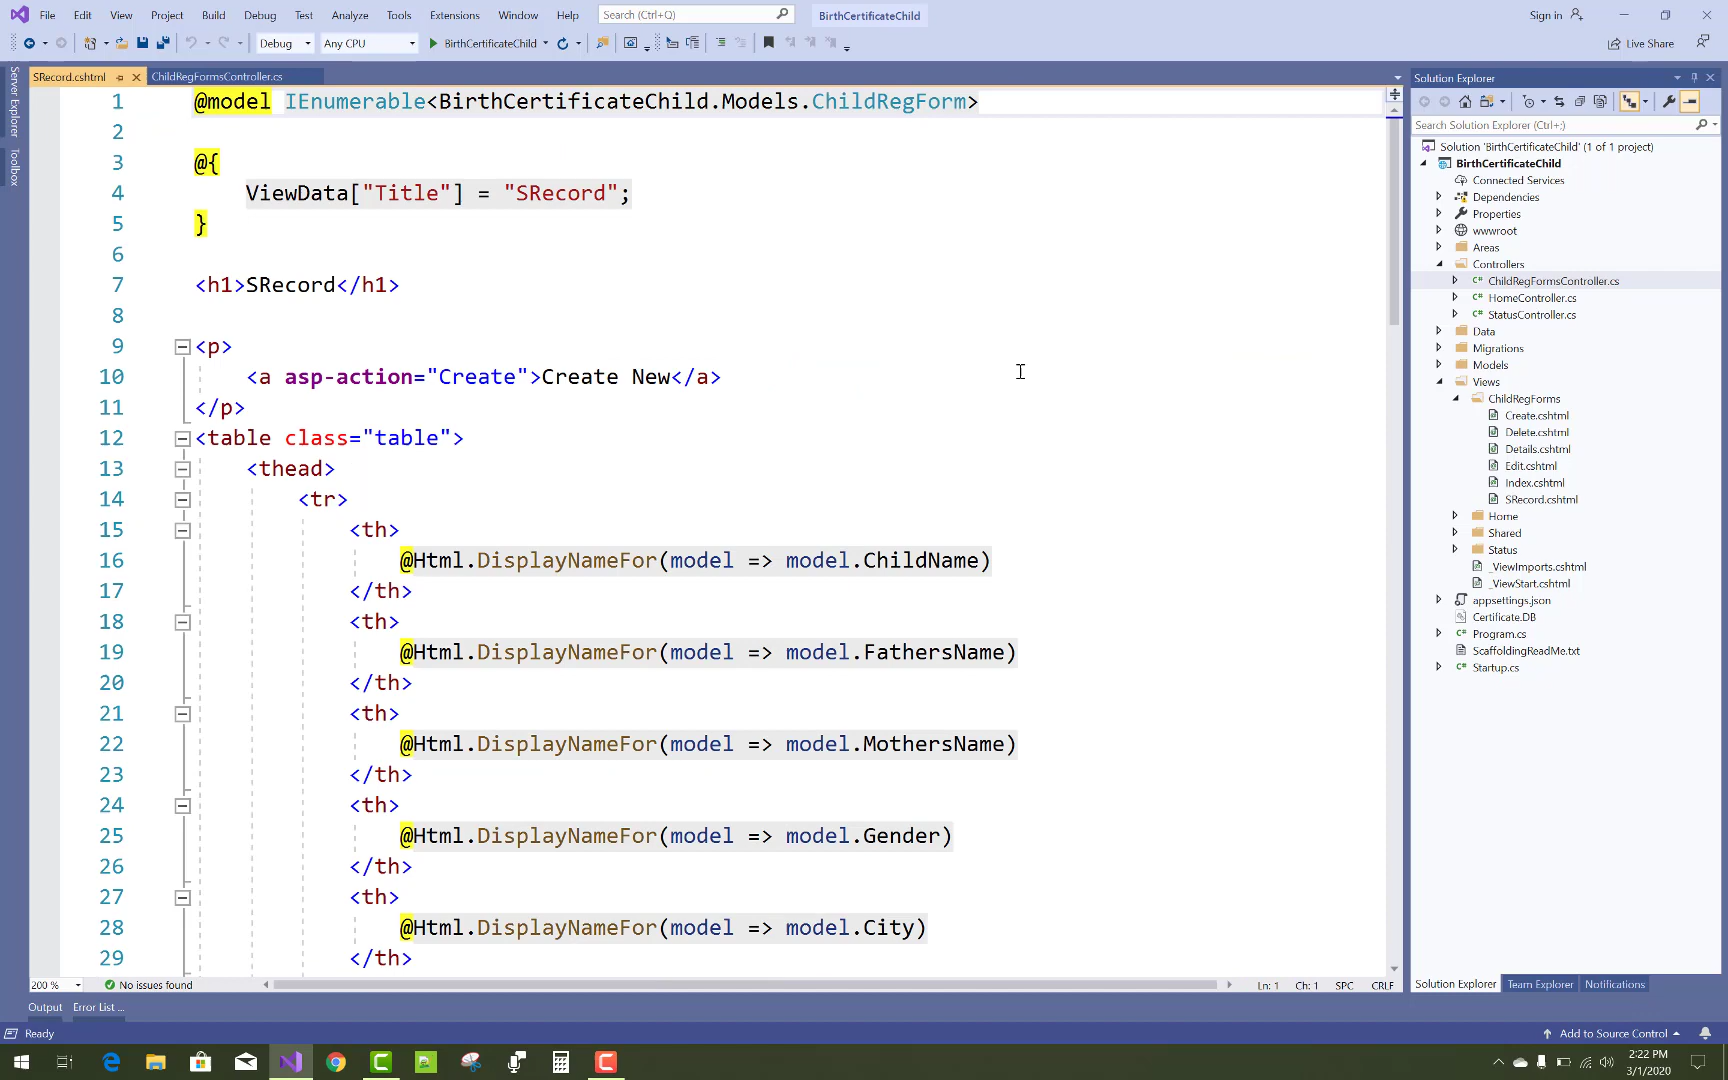 File Edit View Project Build Debug Test Analyze Tools Extensions Window Help Search (Ctrl+Q) BirthCertificateChild Sign in
Debug Any CPU BirthCertificateChild Live Share
Server Explorer
Toolbox
SRecord.cshtml ChildRegFormsController.cs
1 @model IEnumerable<BirthCertificateChild.Models.ChildRegForm>
2
3 @{
4 ViewData["Title"] = "SRecord";
5 }
6
7 <h1>SRecord</h1>
8
9 <p>
10 <a asp-action="Create">Create New</a>
11 </p>
12 <table class="table">
13 <thead>
14 <tr>
15 <th>
16 @Html.DisplayNameFor(model => model.ChildName)
17 </th>
18 <th>
19 @Html.DisplayNameFor(model => model.FathersName)
20 </th>
21 <th>
22 @Html.DisplayNameFor(model => model.MothersName)
23 </th>
24 <th>
25 @Html.DisplayNameFor(model => model.Gender)
26 </th>
27 <th>
28 @Html.DisplayNameFor(model => model.City)
29 </th>
200 % No issues found Ln: 1 Ch: 1 SPC CRLF
Solution Explorer
Search Solution Explorer (Ctrl+;)
Solution 'BirthCertificateChild' (1 of 1 project)
BirthCertificateChild
Connected Services
Dependencies
Properties
wwwroot
Areas
Controllers
C# ChildRegFormsController.cs
C# HomeController.cs
C# StatusController.cs
Data
Migrations
Models
Views
ChildRegForms
Create.cshtml
Delete.cshtml
Details.cshtml
Edit.cshtml
Index.cshtml
SRecord.cshtml
Home
Shared
Status
_ViewImports.cshtml
_ViewStart.cshtml
appsettings.json
Certificate.DB
Program.cs
ScaffoldingReadMe.txt
Startup.cs
Solution Explorer Team Explorer Notifications
Output Error List ...
Ready Add to Source Control
2:22 PM
3/1/2020